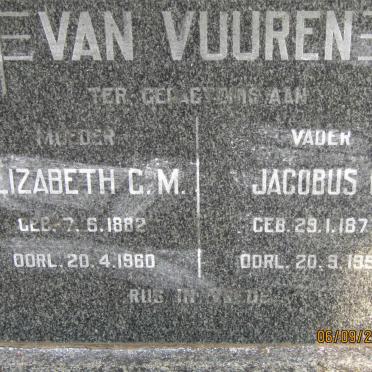 VAN VUUREN
TER GEDAGTENIS AAN
MOEDER
LIZABETH C.M.
GEB. 7.6.1882
OORL. 20.4.1960
VADER
JACOBUS
GEB. 29.1.187
OORL. 20.9.195
RUS IN VREDE
06/09/2